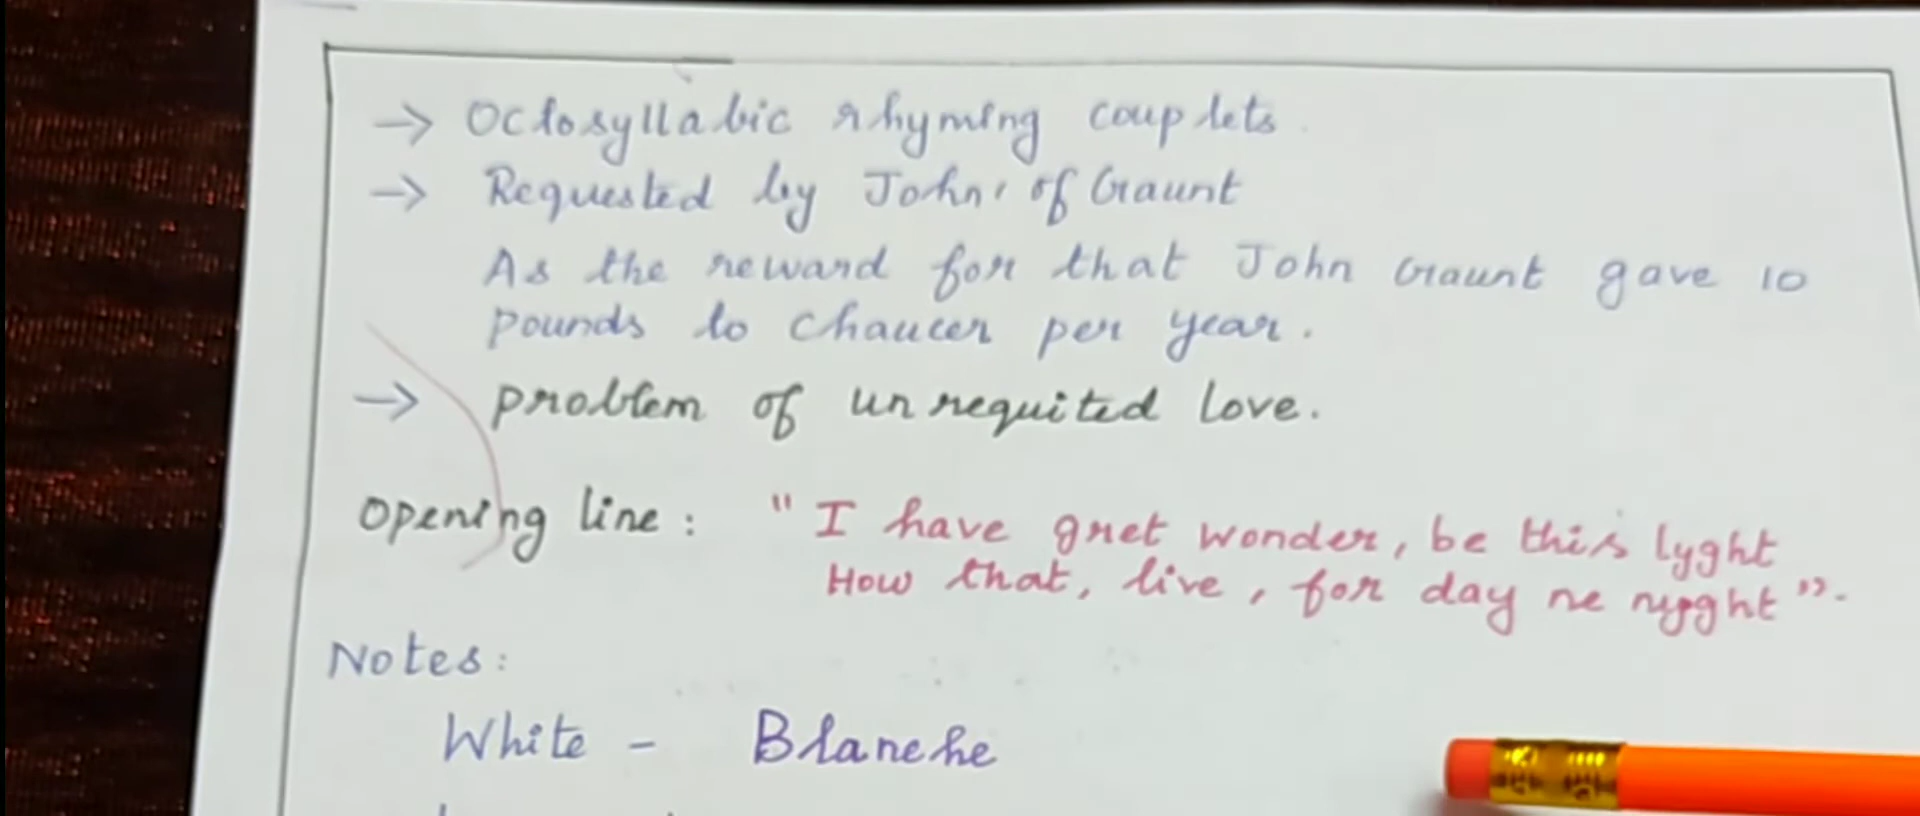 → Octosyllabic rhyming couplets.
→ Requested by John, of Gaunt
As the reward for that John Gaunt gave 10
pounds to Chaucer per year.
→ problem of unrequited love.
Opening line: "I have gret wonder, be this lyght
How that, live, for day ne nyght".
Notes:
White - Blanche